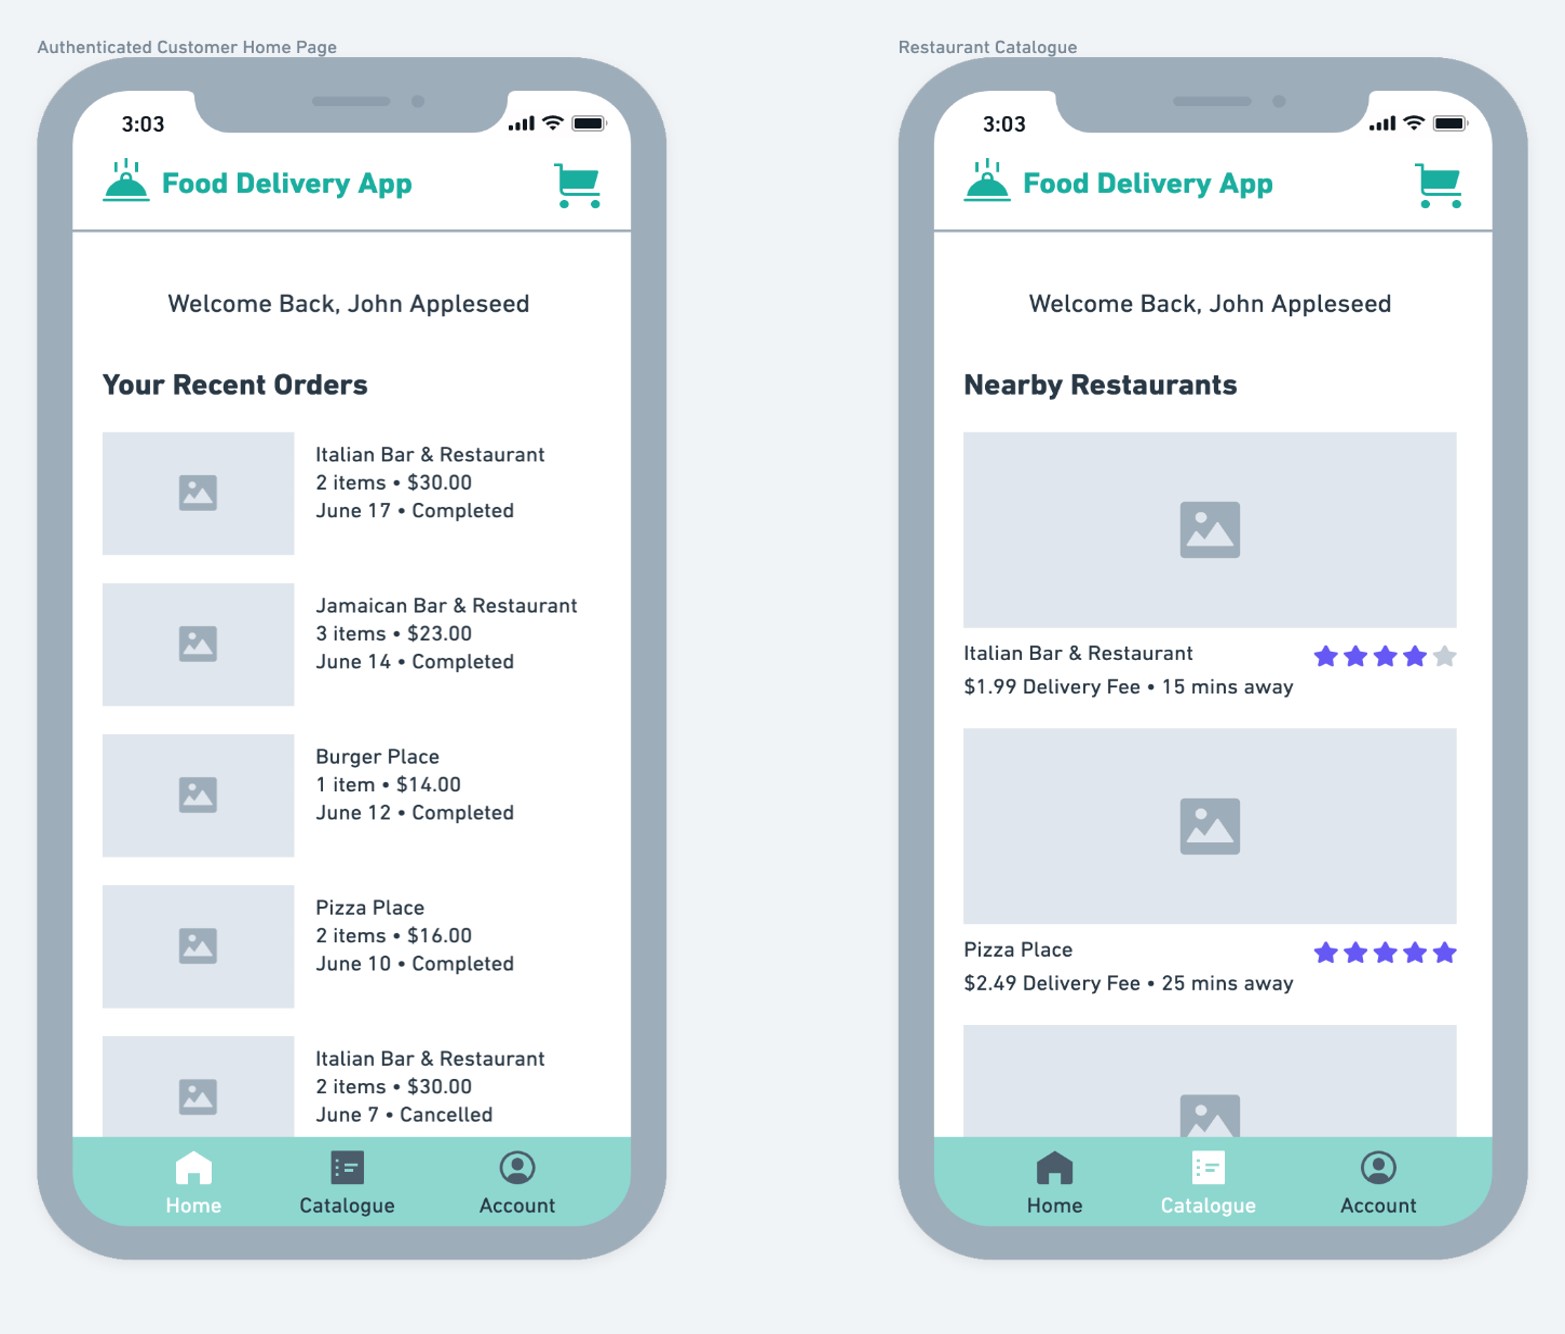 Authenticated Customer Home Page
3:03
Food Delivery App
Welcome Back, John Appleseed
Your Recent Orders
Italian Bar & Restaurant
2 items • $30.00
June 17 • Completed
Jamaican Bar & Restaurant
3 items • $23.00
June 14 • Completed
Burger Place
1 item • $14.00
June 12 • Completed
Pizza Place
2 items • $16.00
June 10 • Completed
Italian Bar & Restaurant
2 items • $30.00
June 7 • Cancelled
Home
Catalogue
Account
Restaurant Catalogue
3:03
Food Delivery App
Welcome Back, John Appleseed
Nearby Restaurants
Italian Bar & Restaurant
$1.99 Delivery Fee • 15 mins away
Pizza Place
$2.49 Delivery Fee • 25 mins away
Home
Catalogue
Account